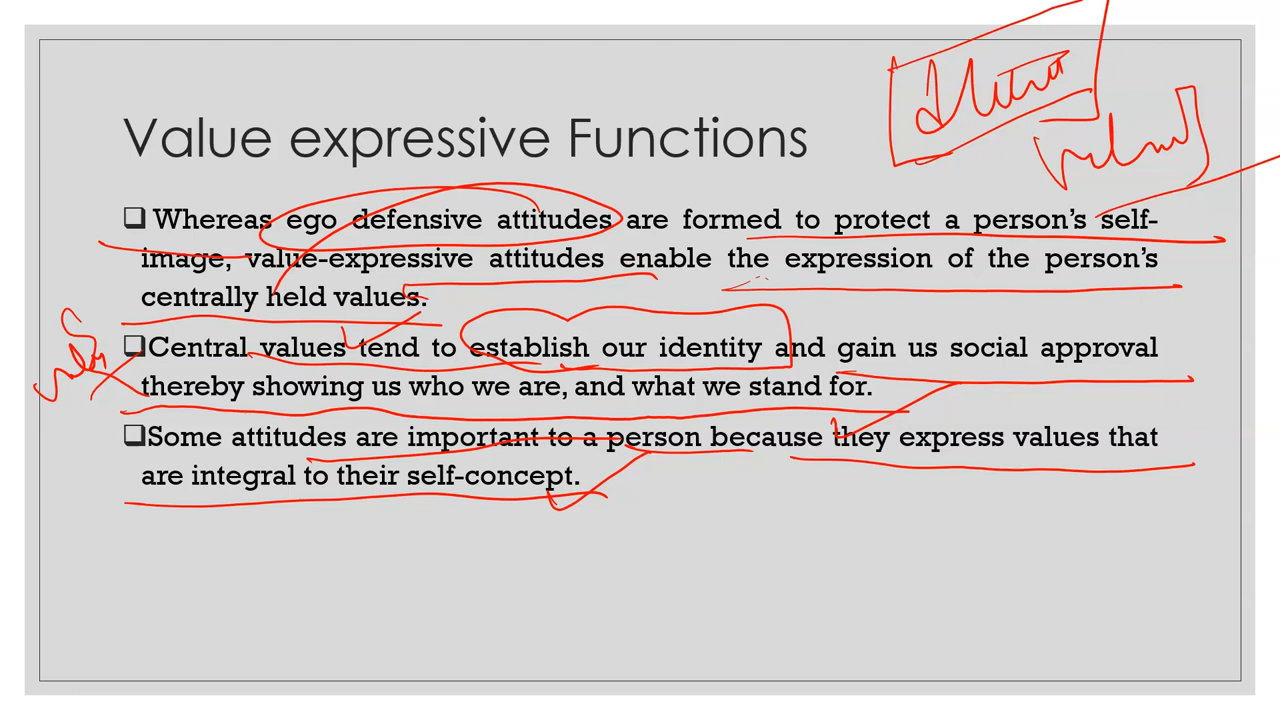 Value expressive Functions
❑ Whereas ego defensive attitudes are formed to protect a person’s self-
image, value-expressive attitudes enable the expression of the person’s
centrally held values.
❑Central values tend to establish our identity and gain us social approval
thereby showing us who we are, and what we stand for.
❑Some attitudes are important to a person because they express values that
are integral to their self-concept.